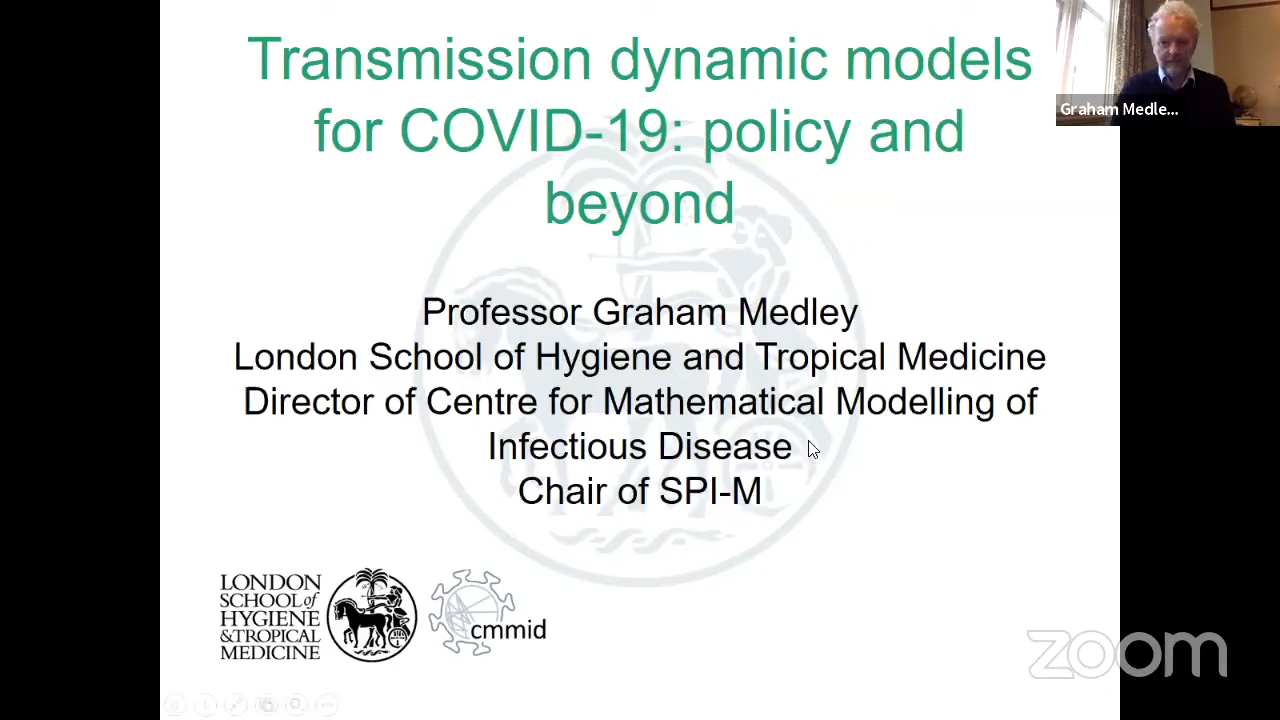 Transmission dynamic models
for COVID-19: policy and
beyond
Graham Medle...
Professor Graham Medley
London School of Hygiene and Tropical Medicine
Director of Centre for Mathematical Modelling of
Infectious Disease
Chair of SPI-M
LONDON
SCHOOL of
HYGIENE
& TROPICAL
MEDICINE
cmmid
zoom